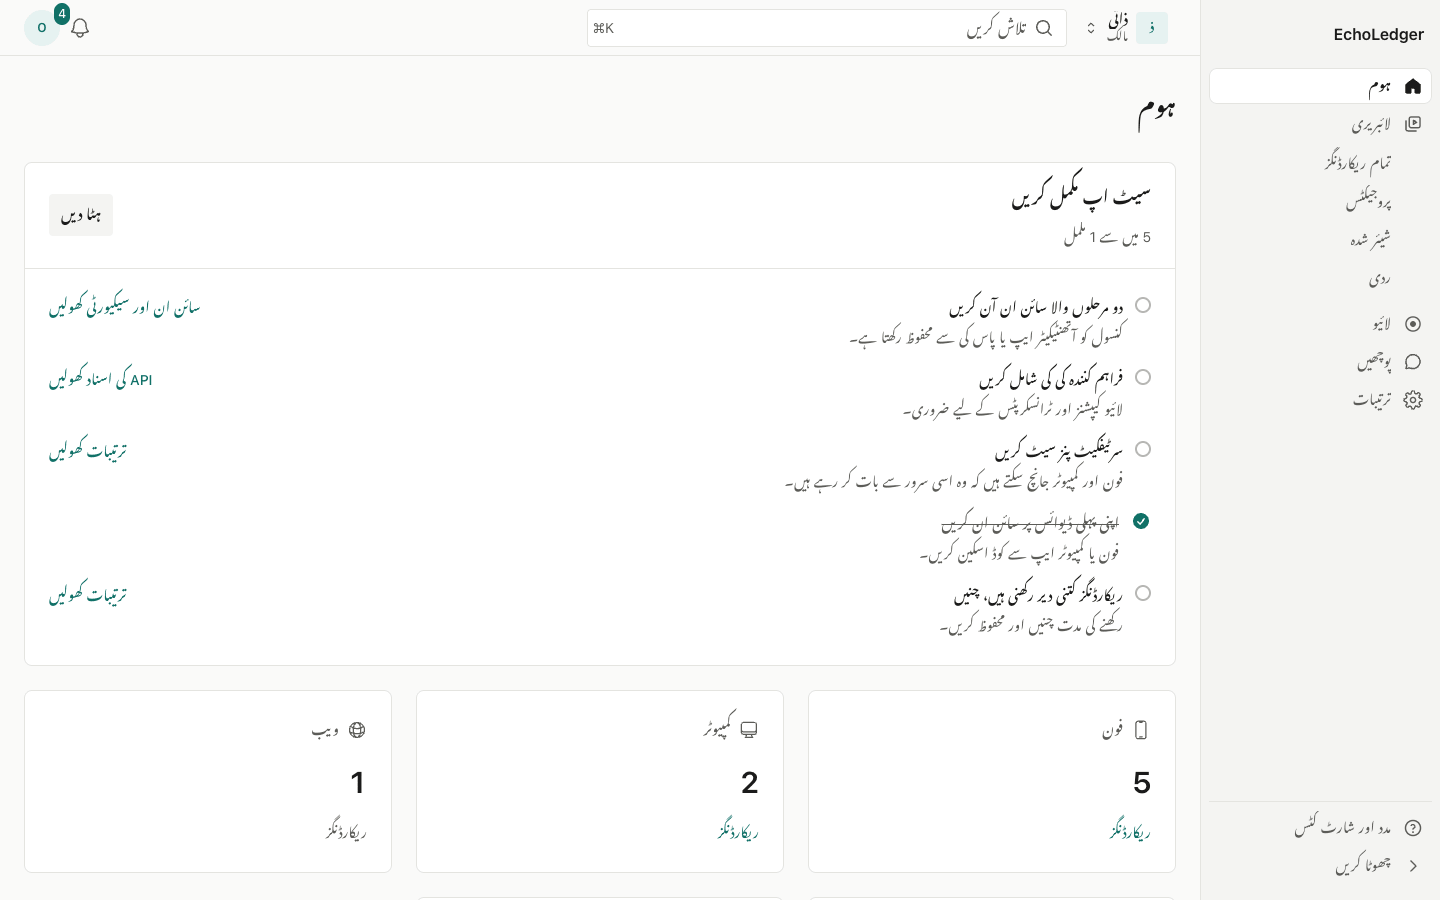 EchoLedger
ہوم
لائبریری
تمام ریکارڈنگز
پروجیکٹس
شیئر شدہ
ردی
لائیو
پوچھیں
ترتیبات
مدد اور شارٹ کٹس
چھوٹا کریں
ذ
ذاتی
مالک
تلاش کریں
⌘K
4
O
ہوم
سیٹ اپ مکمل کریں
5 میں سے 1 مکمل
ہٹا دیں
دو مرحلوں والا سائن ان آن کریں
کنسول کو آتھنٹیکیٹر ایپ یا پاس کی سے محفوظ رکھتا ہے۔
سائن ان اور سیکیورٹی کھولیں
فراہم کنندہ کی کی شامل کریں
لائیو کیپشنز اور ٹرانسکرپٹس کے لیے ضروری۔
API کی اسناد کھولیں
سرٹیفکیٹ پنز سیٹ کریں
فون اور کمپیوٹر جانچ سکتے ہیں کہ وہ اسی سرور سے بات کر رہے ہیں۔
ترتیبات کھولیں
اپنی پہلی ڈیوائس پر سائن ان کریں
فون یا کمپیوٹر ایپ سے کوڈ اسکین کریں۔
ریکارڈنگز کتنی دیر رکھنی ہیں، چنیں
رکھنے کی مدت چنیں اور محفوظ کریں۔
ترتیبات کھولیں
فون
5
ریکارڈنگز
کمپیوٹر
2
ریکارڈنگز
ویب
1
ریکارڈنگز